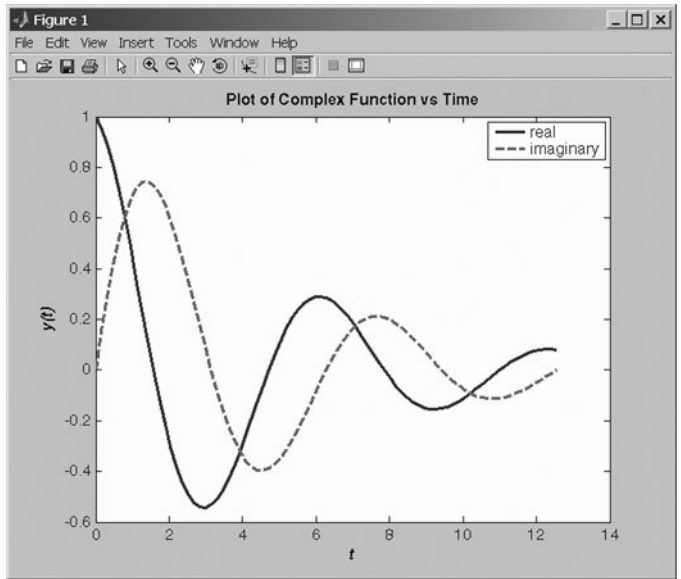 Figure 1
File Edit View Insert Tools Window Help
Plot of Complex Function vs Time
real
imaginary
y(t)
1
0.8
0.6
0.4
0.2
0
-0.2
-0.4
-0.6
0 2 4 6 8 10 12 14
t